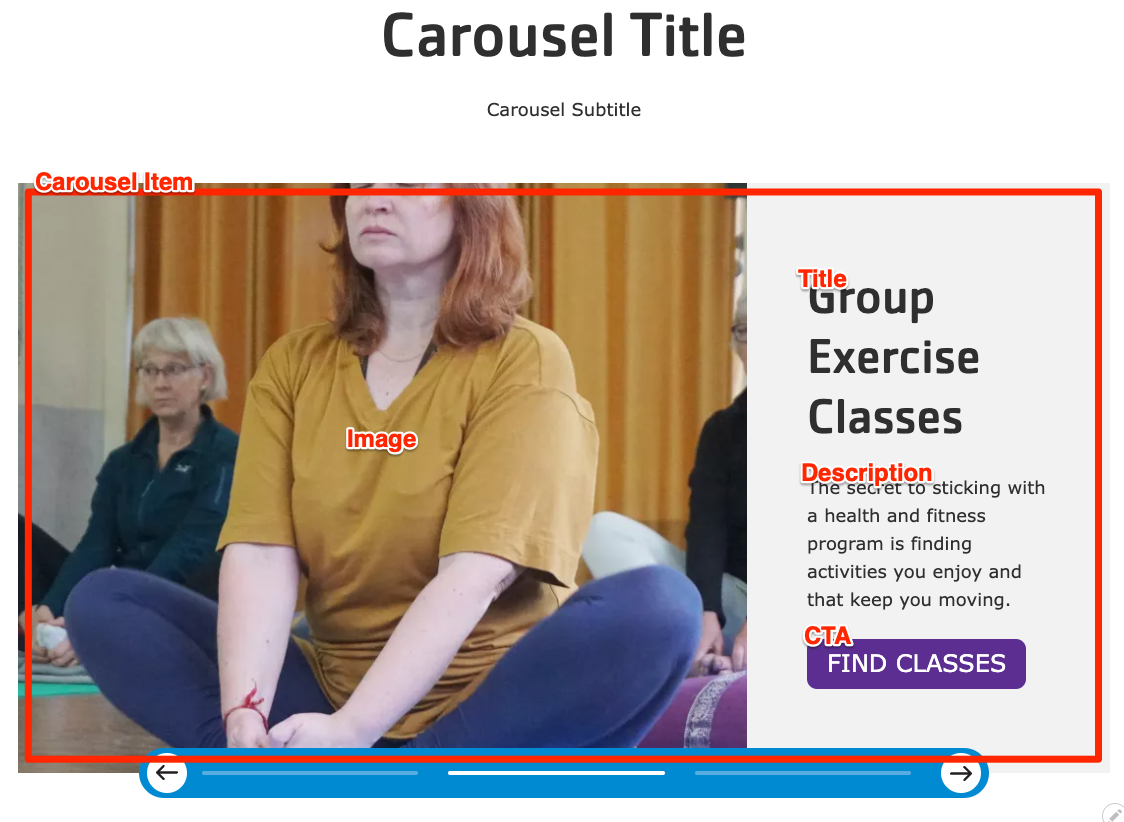 Carousel Title
Carousel Subtitle
Carousel Item
Image
Title
Group
Exercise
Classes
Description
The secret to sticking with
a health and fitness
program is finding
activities you enjoy and
that keep you moving.
CTA
FIND CLASSES